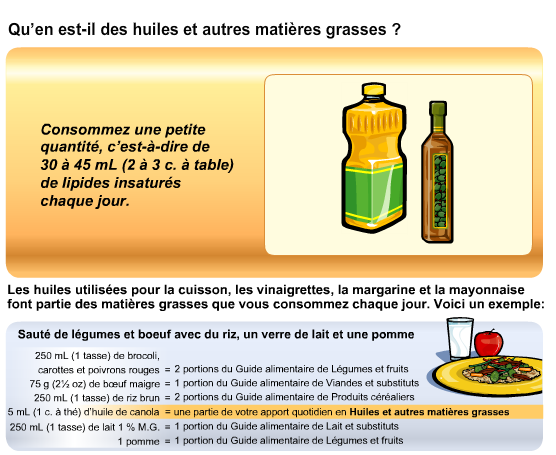 Qu’en est-il des huiles et autres matières grasses ?
Consommez une petite
quantité, c’est-à-dire de
30 à 45 mL (2 à 3 c. à table)
de lipides insaturés
chaque jour.
Les huiles utilisées pour la cuisson, les vinaigrettes, la margarine et la mayonnaise
font partie des matières grasses que vous consommez chaque jour. Voici un exemple:
Sauté de légumes et boeuf avec du riz, un verre de lait et une pomme
250 mL (1 tasse) de brocoli,
carottes et poivrons rouges = 2 portions du Guide alimentaire de Légumes et fruits
75 g (2½ oz) de bœuf maigre = 1 portion du Guide alimentaire de Viandes et substituts
250 mL (1 tasse) de riz brun = 2 portions du Guide alimentaire de Produits céréaliers
5 mL (1 c. à thé) d’huile de canola = une partie de votre apport quotidien en Huiles et autres matières grasses
250 mL (1 tasse) de lait 1 % M.G. = 1 portion du Guide alimentaire de Lait et substituts
1 pomme = 1 portion du Guide alimentaire de Légumes et fruits